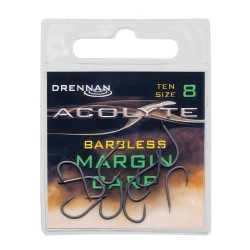 DRENNAN
TEN
SIZE 8
ACOLYTE
BARBLESS
MARGIN
CARP